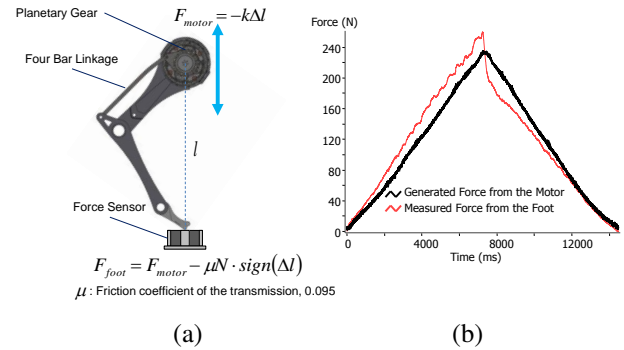 Planetary Gear
F_motor = −kΔl
Four Bar Linkage
l
Force Sensor
F_foot = F_motor − μN · sign(Δl)
μ : Friction coefficient of the transmission, 0.095
(a)
Force (N)
240
200
160
120
80
40
0
0 4000 8000 12000
Time (ms)
Generated Force from the Motor
Measured Force from the Foot
(b)